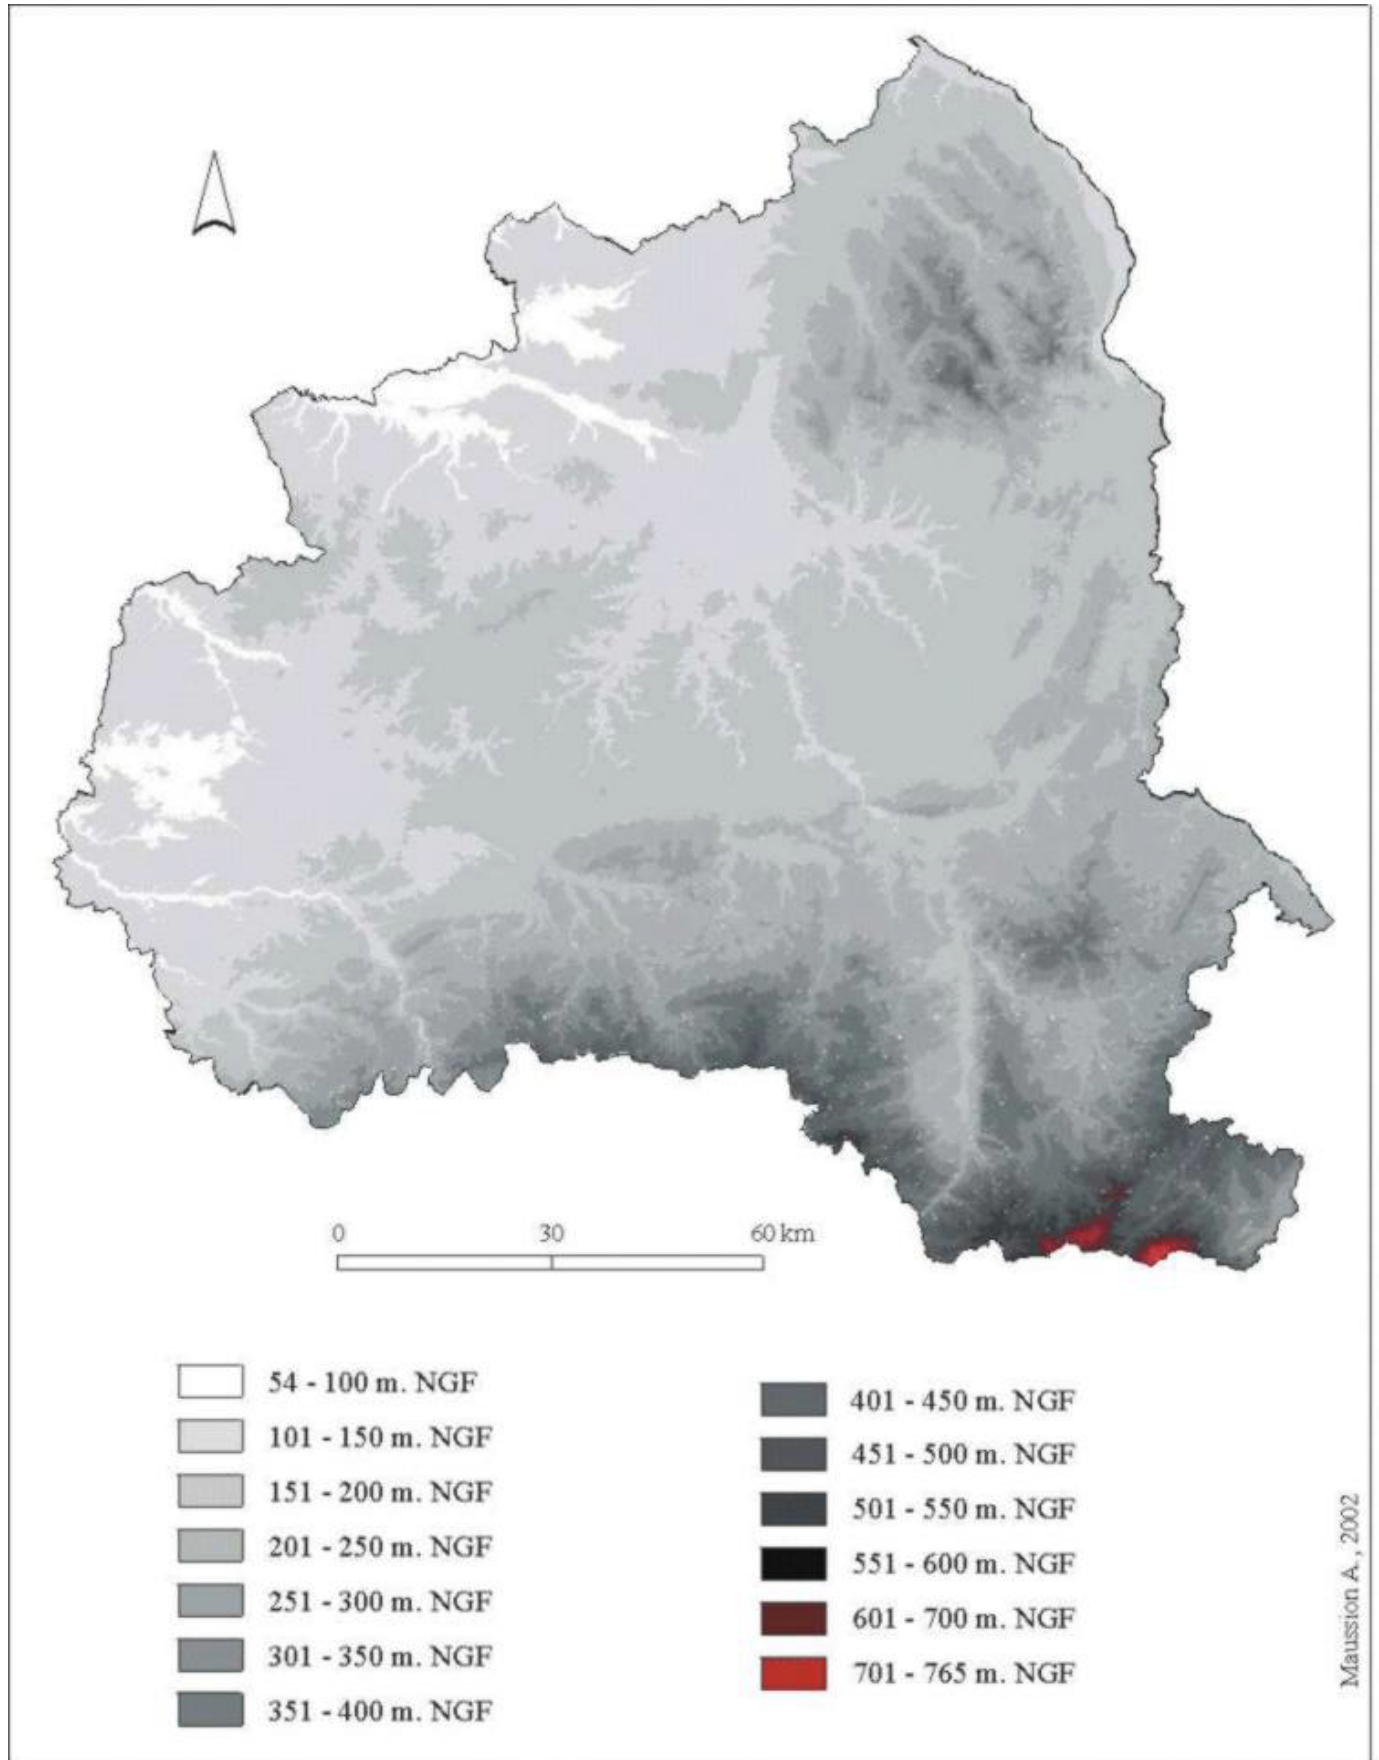 0 30 60 km
54 - 100 m. NGF
101 - 150 m. NGF
151 - 200 m. NGF
201 - 250 m. NGF
251 - 300 m. NGF
301 - 350 m. NGF
351 - 400 m. NGF
401 - 450 m. NGF
451 - 500 m. NGF
501 - 550 m. NGF
551 - 600 m. NGF
601 - 700 m. NGF
701 - 765 m. NGF
Maussion A., 2002